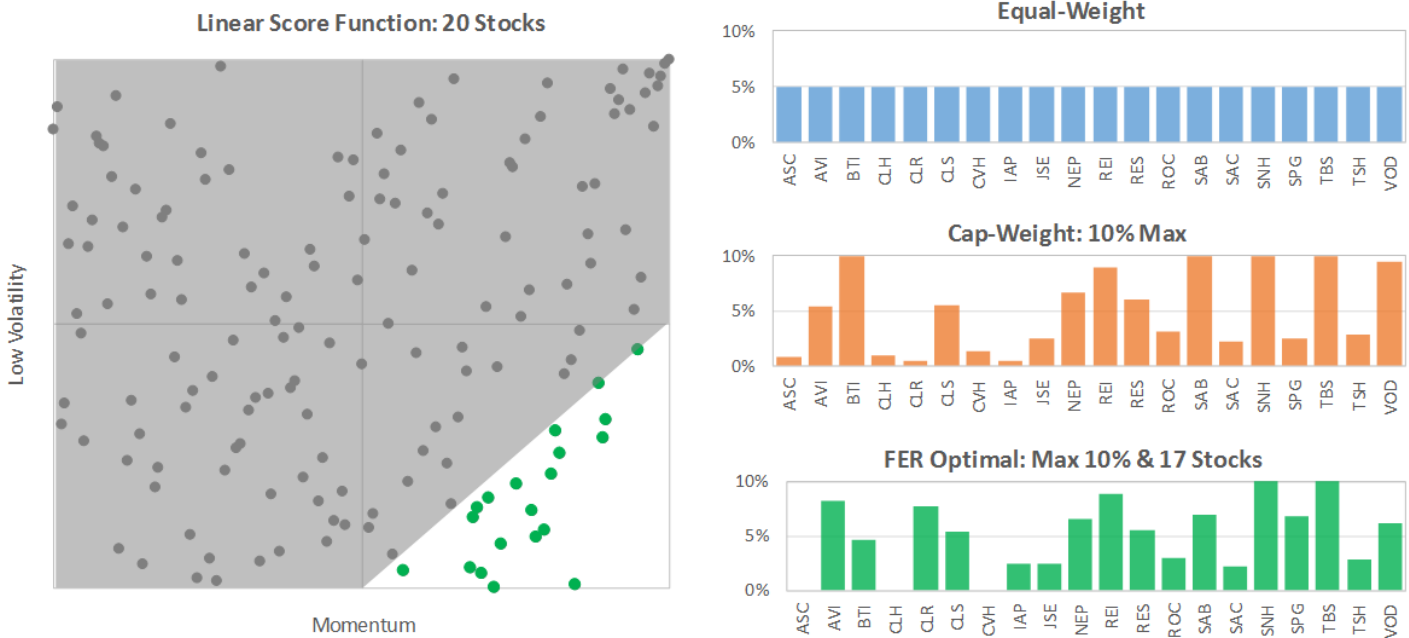 Linear Score Function: 20 Stocks
Low Volatility
Momentum
Equal-Weight
10%
5%
0%
ASC AVI BTI CLH CLR CLS CVH IAP JSE NEP REI RES ROC SAB SAC SNH SPG TBS TSH VOD
Cap-Weight: 10% Max
10%
5%
0%
ASC AVI BTI CLH CLR CLS CVH IAP JSE NEP REI RES ROC SAB SAC SNH SPG TBS TSH VOD
FER Optimal: Max 10% & 17 Stocks
10%
5%
0%
ASC AVI BTI CLH CLR CLS CVH IAP JSE NEP REI RES ROC SAB SAC SNH SPG TBS TSH VOD